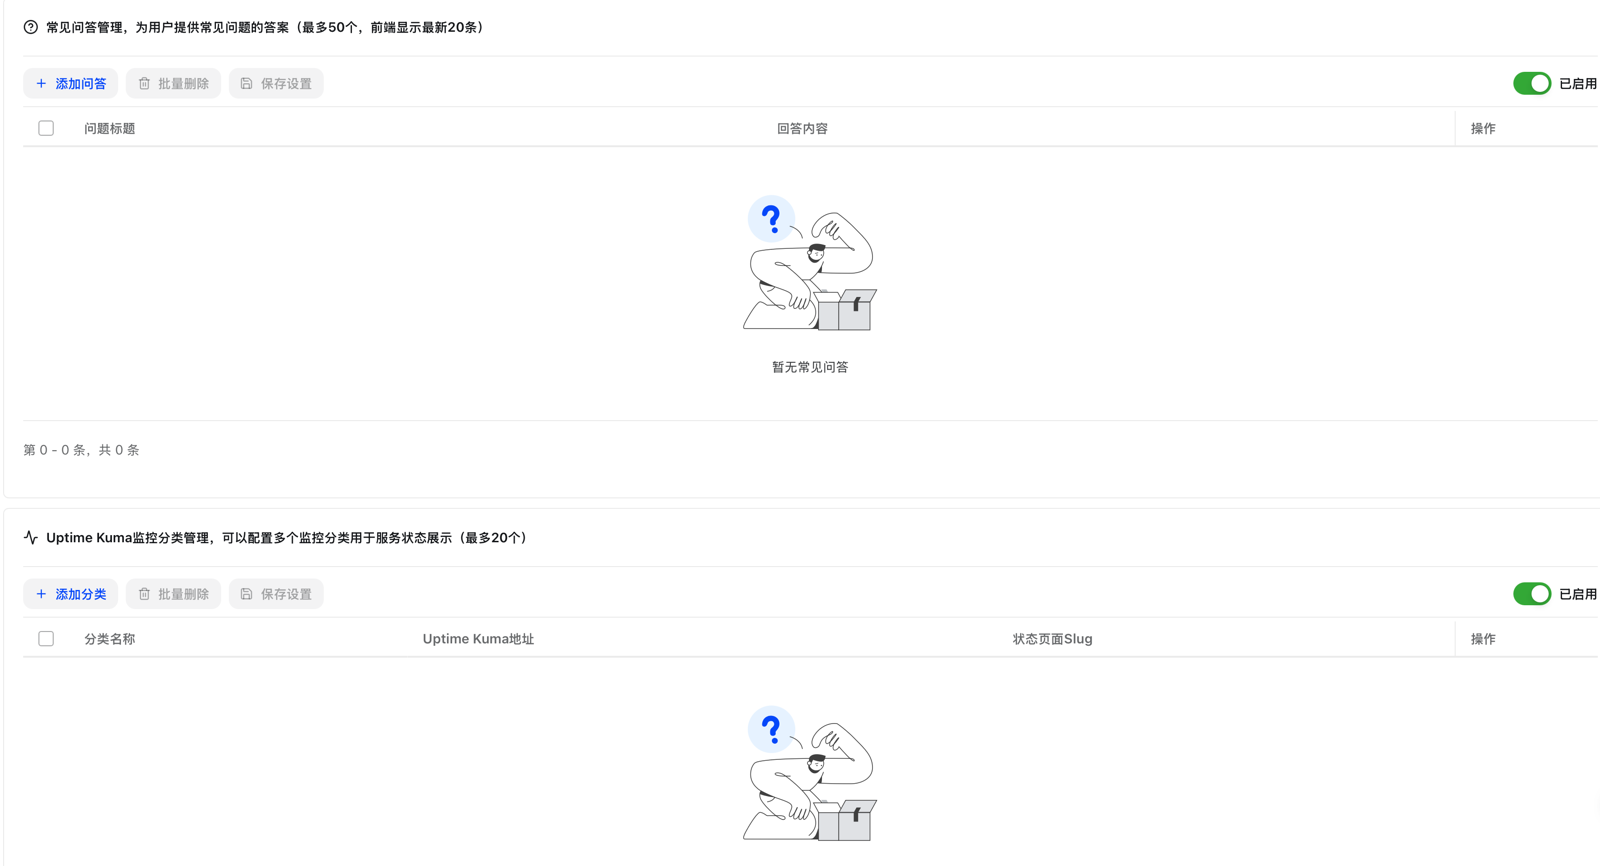 常见问答管理，为用户提供常见问题的答案（最多50个，前端显示最新20条）
添加问答 批量删除 保存设置 已启用
问题标题 回答内容 操作
?
暂无常见问答
第 0 - 0 条，共 0 条
Uptime Kuma监控分类管理，可以配置多个监控分类用于服务状态展示（最多20个）
添加分类 批量删除 保存设置 已启用
分类名称 Uptime Kuma地址 状态页面Slug 操作
?